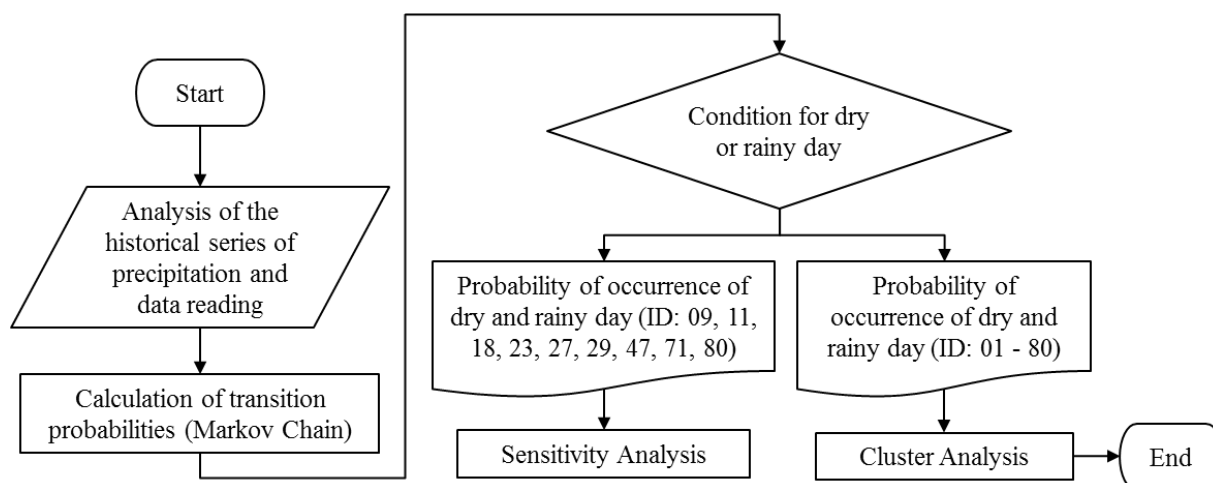 Start
Analysis of the
historical series of
precipitation and
data reading
Calculation of transition
probabilities (Markov Chain)
Condition for dry
or rainy day
Probability of occurrence of
dry and rainy day (ID: 09, 11,
18, 23, 27, 29, 47, 71, 80)
Sensitivity Analysis
Probability of
occurrence of dry and
rainy day (ID: 01 - 80)
Cluster Analysis
End